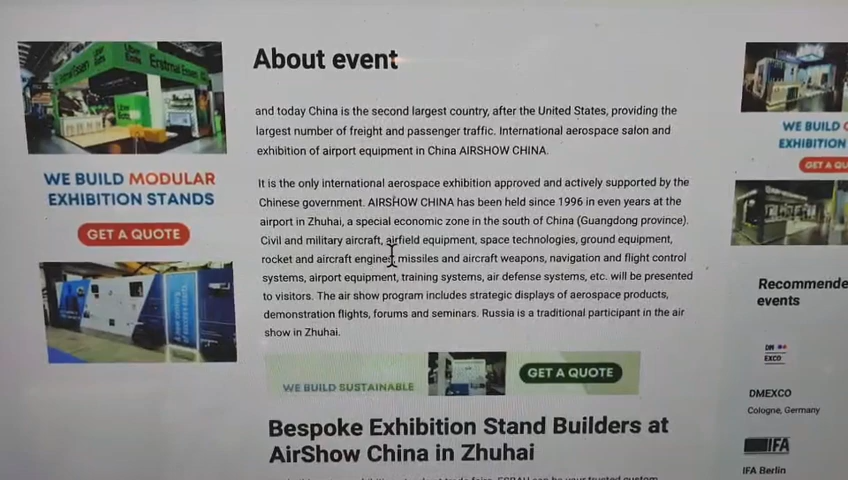 About event
and today China is the second largest country, after the United States, providing the
largest number of freight and passenger traffic. International aerospace salon and
exhibition of airport equipment in China AIRSHOW CHINA.
It is the only international aerospace exhibition approved and actively supported by the
Chinese government. AIRSHOW CHINA has been held since 1996 in even years at the
airport in Zhuhai, a special economic zone in the south of China (Guangdong province).
Civil and military aircraft, airfield equipment, space technologies, ground equipment,
rocket and aircraft engines, missiles and aircraft weapons, navigation and flight control
systems, airport equipment, training systems, air defense systems, etc. will be presented
to visitors. The air show program includes strategic displays of aerospace products,
demonstration flights, forums and seminars. Russia is a traditional participant in the air
show in Zhuhai.
WE BUILD SUSTAINABLE
GET A QUOTE
Bespoke Exhibition Stand Builders at
AirShow China in Zhuhai
Uber
Eats
WE BUILD MODULAR
EXHIBITION STANDS
GET A QUOTE
WE BUILD
EXHIBITION
GET A QU
Recommende
events
DM
EXCO
DMEXCO
Cologne, Germany
IFA
IFA Berlin